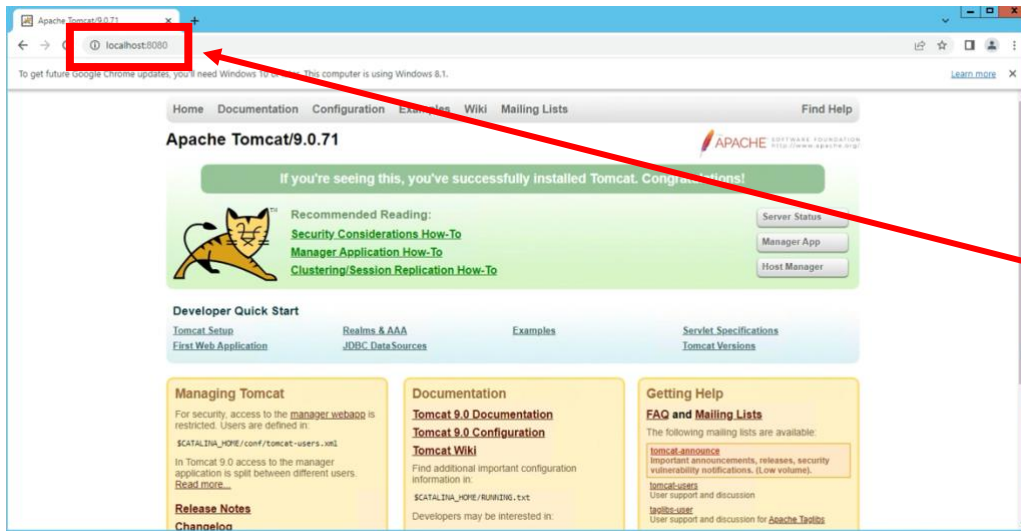 Apache Tomcat/9.0.71
localhost:8080
To get future Google Chrome updates, you'll need Windows 10 or later. This computer is using Windows 8.1.
Learn more
Home Documentation Configuration Examples Wiki Mailing Lists Find Help
Apache Tomcat/9.0.71
APACHE SOFTWARE FOUNDATION
http://www.apache.org/
If you're seeing this, you've successfully installed Tomcat. Congratulations!
TM
Recommended Reading:
Security Considerations How-To
Manager Application How-To
Clustering/Session Replication How-To
Server Status
Manager App
Host Manager
Developer Quick Start
Tomcat Setup
First Web Application
Realms & AAA
JDBC DataSources
Examples
Servlet Specifications
Tomcat Versions
Managing Tomcat
For security, access to the manager webapp is
restricted. Users are defined in:
$CATALINA_HOME/conf/tomcat-users.xml
In Tomcat 9.0 access to the manager
application is split between different users.
Read more...
Release Notes
Changelog
Documentation
Tomcat 9.0 Documentation
Tomcat 9.0 Configuration
Tomcat Wiki
Find additional important configuration
information in:
$CATALINA_HOME/RUNNING.txt
Developers may be interested in:
Getting Help
FAQ and Mailing Lists
The following mailing lists are available:
tomcat-announce
Important announcements, releases, security
vulnerability notifications. (Low volume).
tomcat-users
User support and discussion
taglibs-user
User support and discussion for Apache Taglibs